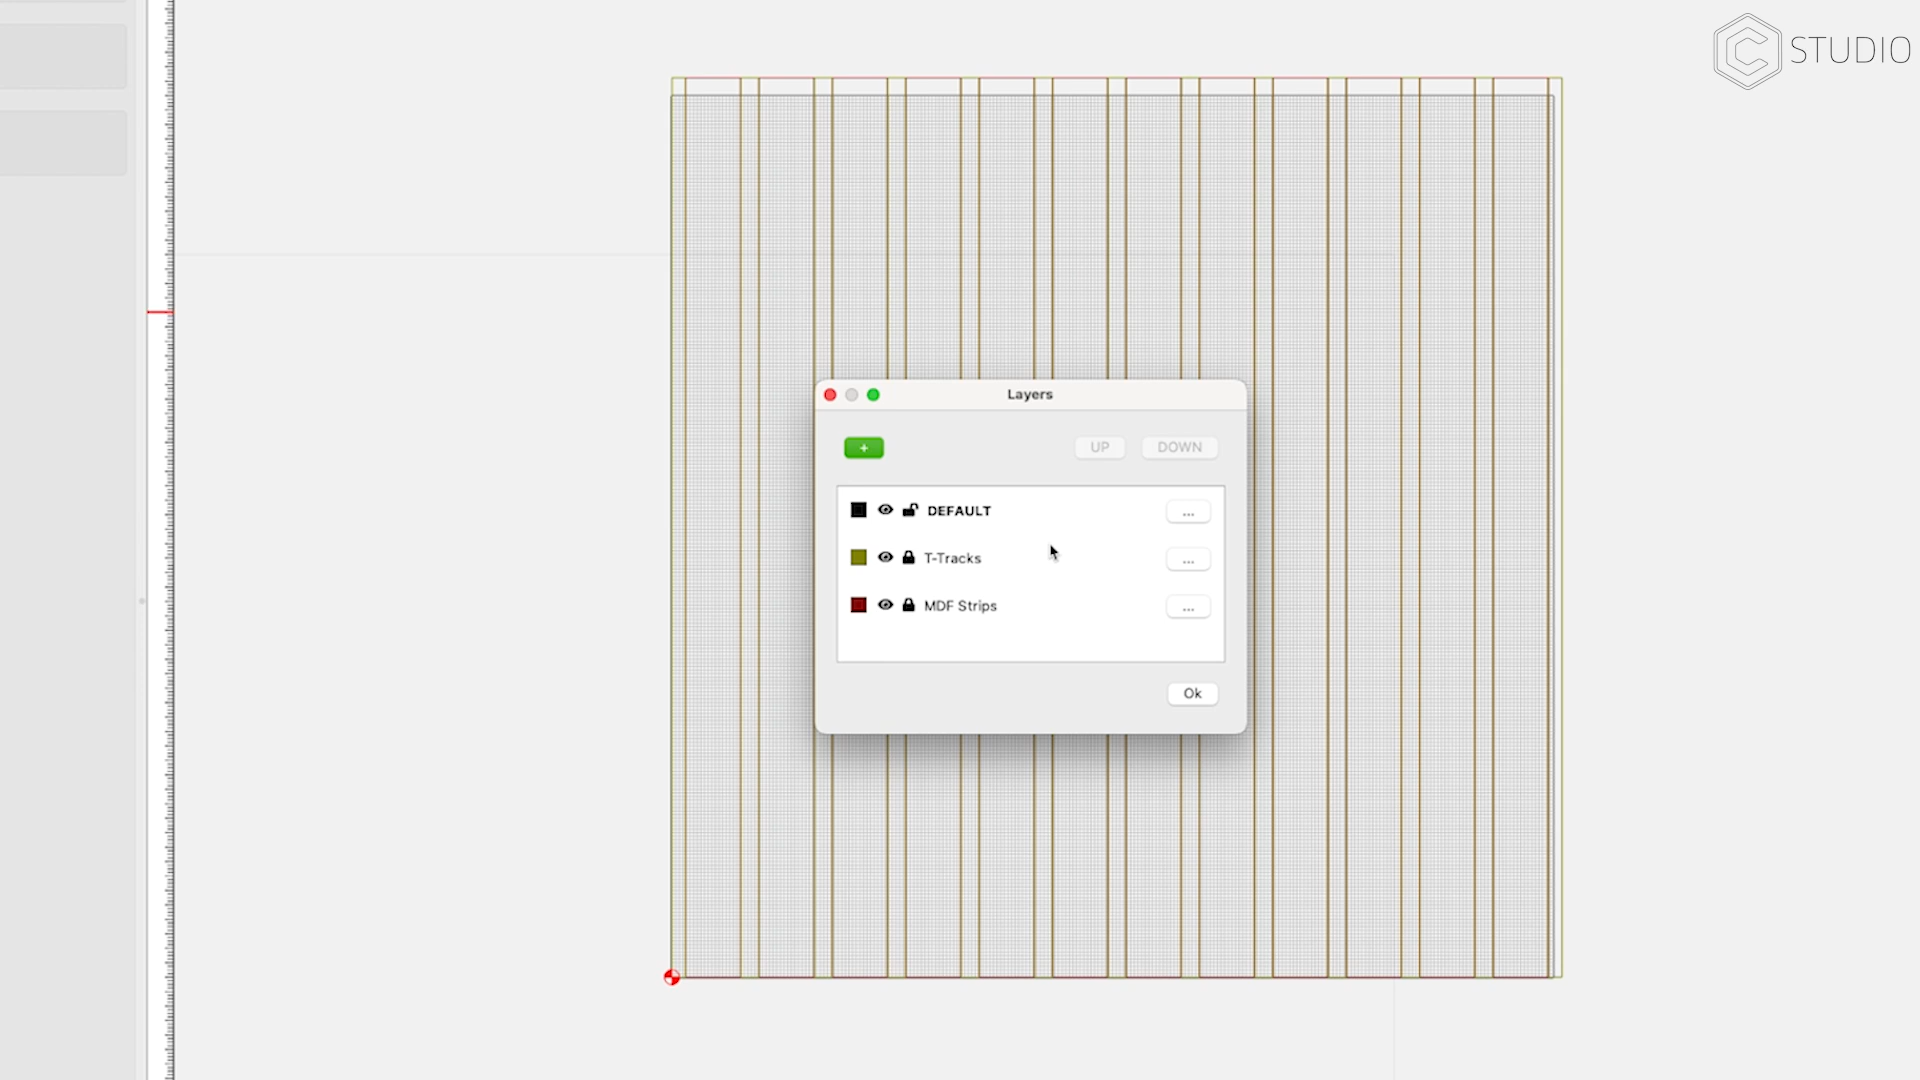 STUDIO
Layers
+
UP DOWN
DEFAULT ...
T-Tracks ...
MDF Strips ...
Ok